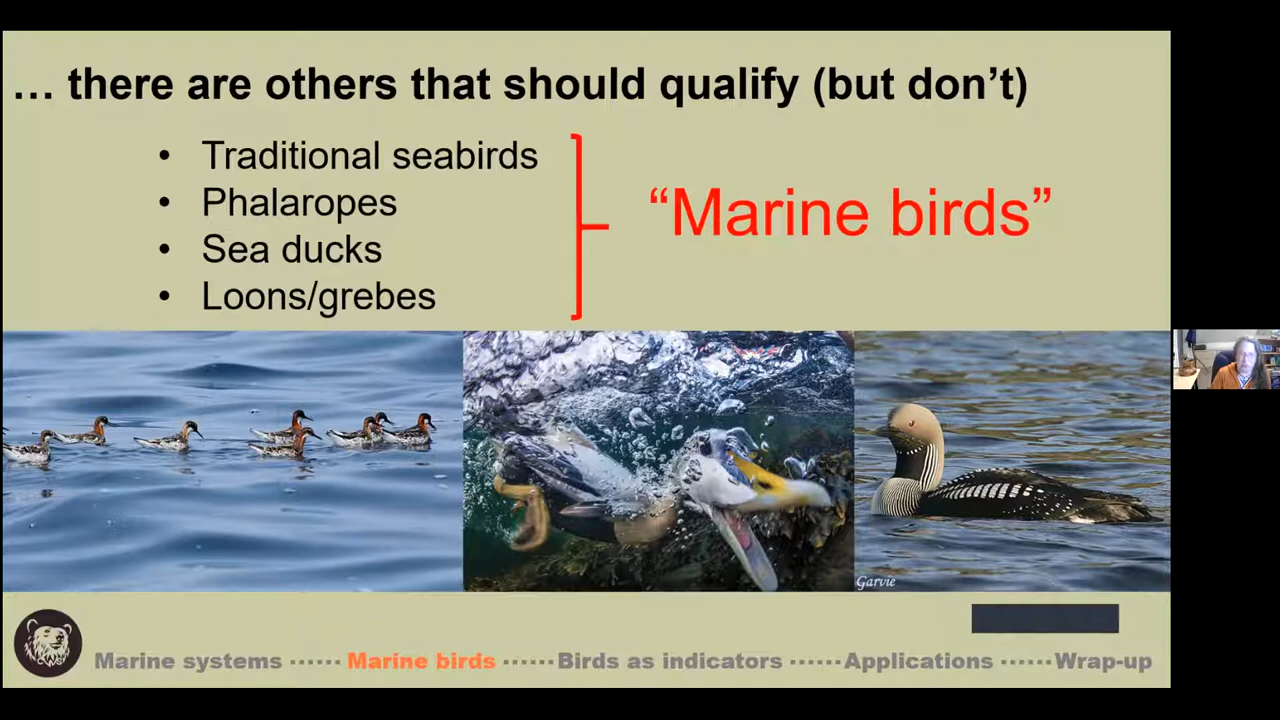 … there are others that should qualify (but don’t)
• Traditional seabirds
• Phalaropes
• Sea ducks
• Loons/grebes
“Marine birds”
Garvie
Marine systems ······ Marine birds ······ Birds as indicators ······ Applications ······ Wrap-up